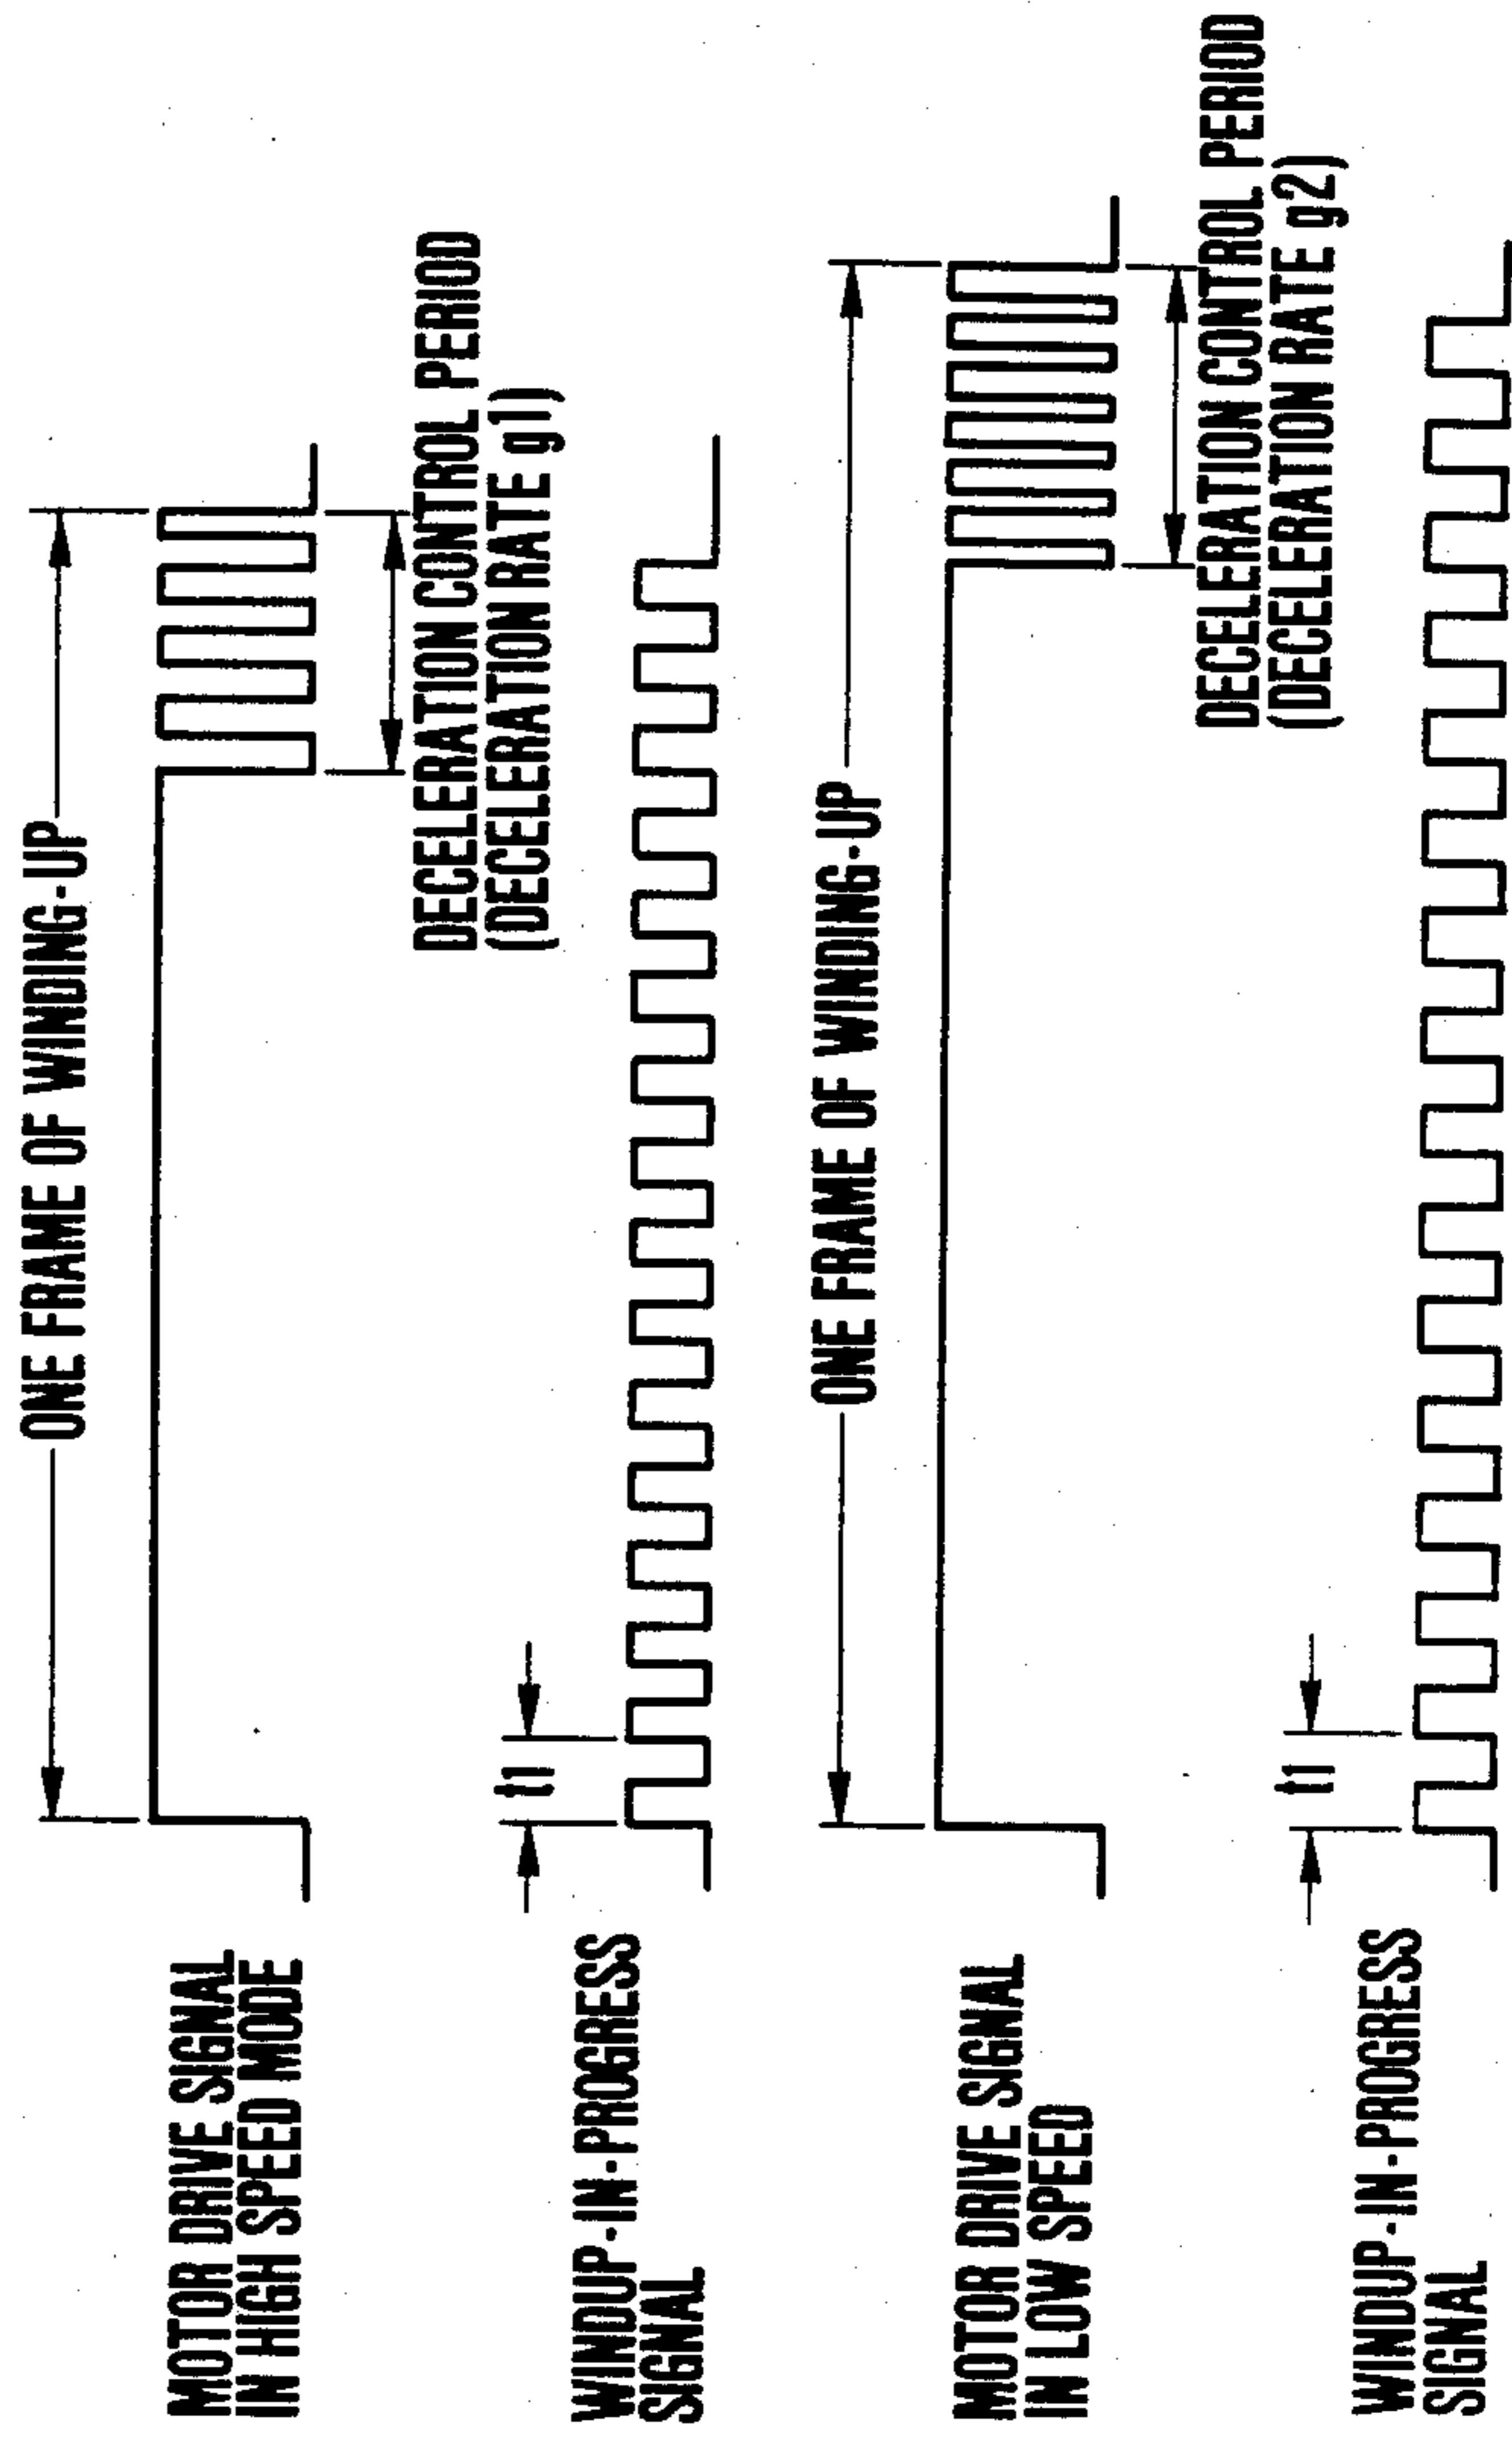 ONE FRAME OF WINDING-UP
MOTOR DRIVE SIGNAL
IN HIGH SPEED MODE
DECELERATION CONTROL PERIOD
(DECELERATION RATE g1)
t1
WINDUP-IN-PROGRESS
SIGNAL
ONE FRAME OF WINDING-UP
MOTOR DRIVE SIGNAL
IN LOW SPEED
DECELERATION CONTROL PERIOD
(DECELERATION RATE g2)
t1
WINDUP-IN-PROGRESS
SIGNAL